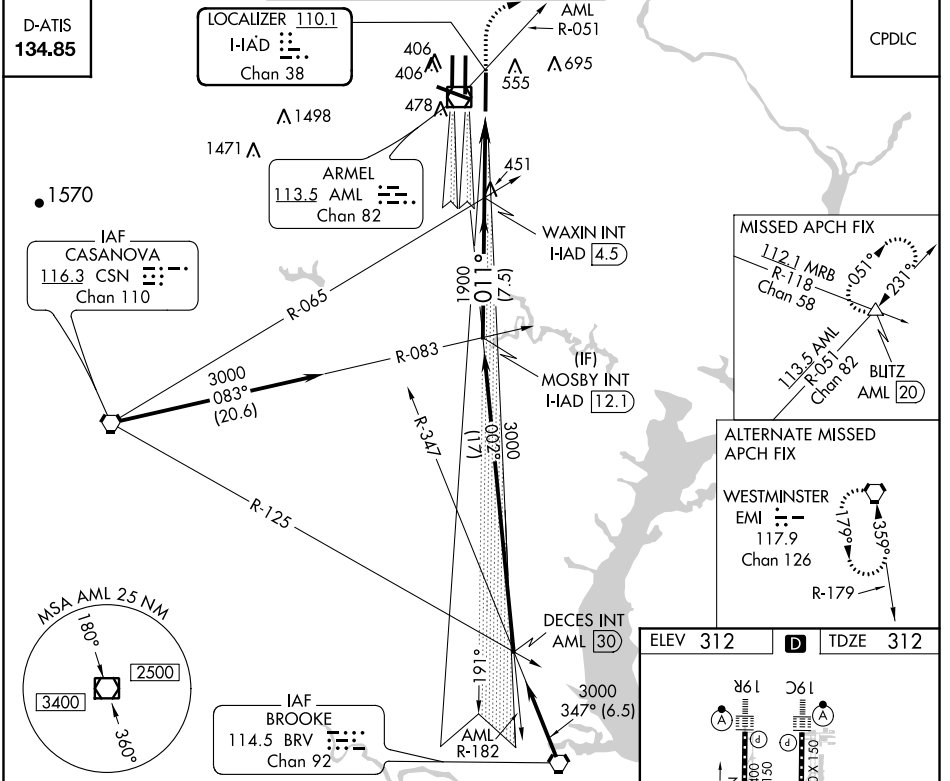 D-ATIS
134.85
LOCALIZER 110.1
I-IAD
Chan 38
AML
R-051
CPDLC
406
406
478
555
695
1498
1471
1570
ARMEL
113.5 AML
Chan 82
451
WAXIN INT
I-IAD 4.5
IAF
CASANOVA
116.3 CSN
Chan 110
R-065
1900
011°
(7.5)
R-083
3000
083°
(20.6)
(IF)
MOSBY INT
I-IAD 12.1
R-347
3000
002°
(17)
R-125
MISSED APCH FIX
112.1 MRB
R-118
Chan 58
051°
231°
113.5 AML
R-051
Chan 82
BLITZ
AML 20
ALTERNATE MISSED
APCH FIX
WESTMINSTER
EMI
117.9
Chan 126
179°
359°
R-179
MSA AML 25 NM
180°
2500
3400
360°
DECES INT
AML 30
191°
AML
R-182
3000
347° (6.5)
IAF
BROOKE
114.5 BRV
Chan 92
ELEV 312
D
TDZE 312
19R
19C
A
A
P
P